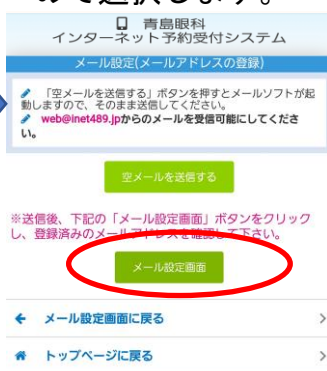 めて選択します。
青島眼科
インターネット予約受付システム
メール設定(メールアドレスの登録)
「空メールを送信する」ボタンを押すとメールソフトが起
動しますので、そのまま送信してください。
web@inet489.jpからのメールを受信可能にしてくださ
い。
空メールを送信する
※送信後、下記の「メール設定画面」ボタンをクリック
し、登録済みのメールアドレスを確認して下さい。
メール設定画面
メール設定画面に戻る
トップページに戻る